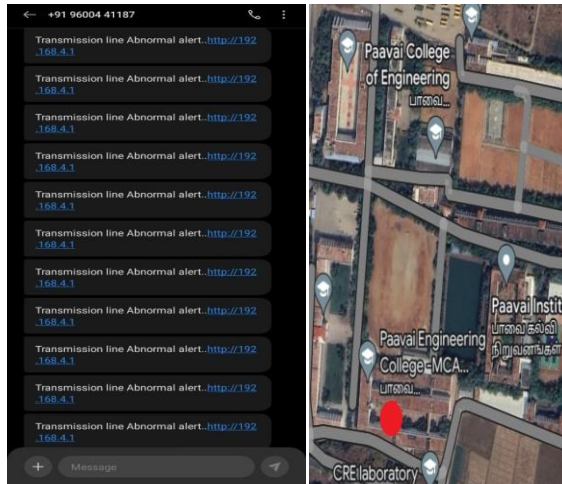 +91 96004 41187
Transmission line Abnormal alert..http://192
.168.4.1
Transmission line Abnormal alert..http://192
.168.4.1
Transmission line Abnormal alert..http://192
.168.4.1
Transmission line Abnormal alert..http://192
.168.4.1
Transmission line Abnormal alert..http://192
.168.4.1
Transmission line Abnormal alert..http://192
.168.4.1
Transmission line Abnormal alert..http://192
.168.4.1
Transmission line Abnormal alert..http://192
.168.4.1
Transmission line Abnormal alert..http://192
.168.4.1
Transmission line Abnormal alert..http://192
.168.4.1
Transmission line Abnormal alert..http://192
.168.4.1
Message
Paavai College
of Engineering
பாவை...
Paavai Instit
பாவை கல்வி
நிறுவனங்கள்
Paavai Engineering
College -MCA...
பாவை...
CRE laboratory